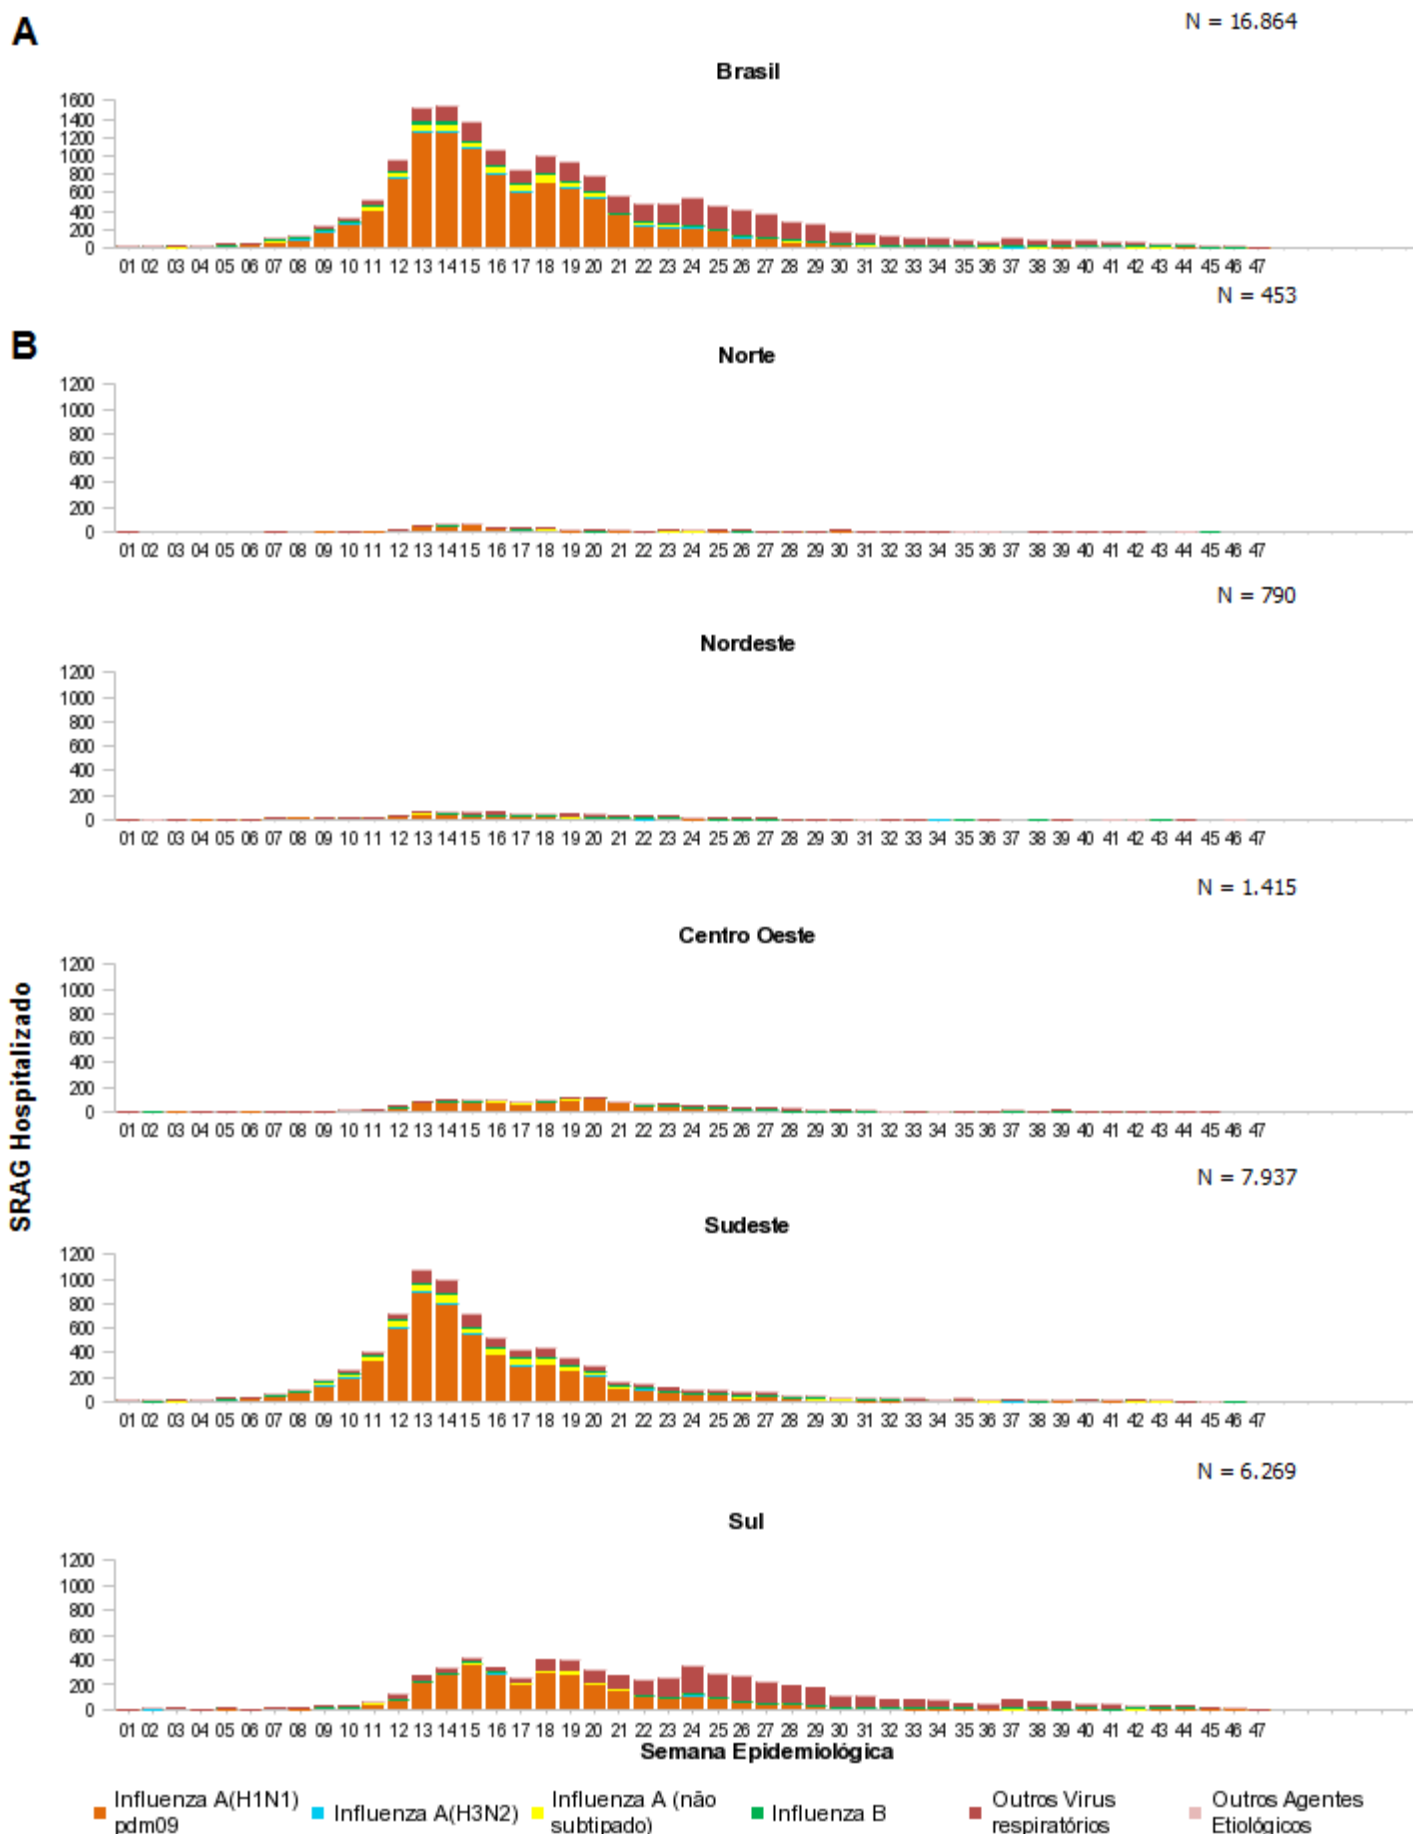 A
N = 16.864
Brasil
1600
1400
1200
1000
800
600
400
200
0
01 02 03 04 05 06 07 08 09 10 11 12 13 14 15 16 17 18 19 20 21 22 23 24 25 26 27 28 29 30 31 32 33 34 35 36 37 38 39 40 41 42 43 44 45 46 47
N = 453
B
Norte
1200
1000
800
600
400
200
0
01 02 03 04 05 06 07 08 09 10 11 12 13 14 15 16 17 18 19 20 21 22 23 24 25 26 27 28 29 30 31 32 33 34 35 36 37 38 39 40 41 42 43 44 45 46 47
N = 790
Nordeste
1200
1000
800
600
400
200
0
01 02 03 04 05 06 07 08 09 10 11 12 13 14 15 16 17 18 19 20 21 22 23 24 25 26 27 28 29 30 31 32 33 34 35 36 37 38 39 40 41 42 43 44 45 46 47
N = 1.415
Centro Oeste
1200
1000
800
600
400
200
0
01 02 03 04 05 06 07 08 09 10 11 12 13 14 15 16 17 18 19 20 21 22 23 24 25 26 27 28 29 30 31 32 33 34 35 36 37 38 39 40 41 42 43 44 45 46 47
SRAG Hospitalizado
N = 7.937
Sudeste
1200
1000
800
600
400
200
0
01 02 03 04 05 06 07 08 09 10 11 12 13 14 15 16 17 18 19 20 21 22 23 24 25 26 27 28 29 30 31 32 33 34 35 36 37 38 39 40 41 42 43 44 45 46 47
N = 6.269
Sul
1200
1000
800
600
400
200
0
01 02 03 04 05 06 07 08 09 10 11 12 13 14 15 16 17 18 19 20 21 22 23 24 25 26 27 28 29 30 31 32 33 34 35 36 37 38 39 40 41 42 43 44 45 46 47
Semana Epidemiológica
Influenza A(H1N1)
pdm09
Influenza A(H3N2)
Influenza A (não
subtipado)
Influenza B
Outros Virus
respiratórios
Outros Agentes
Etiológicos